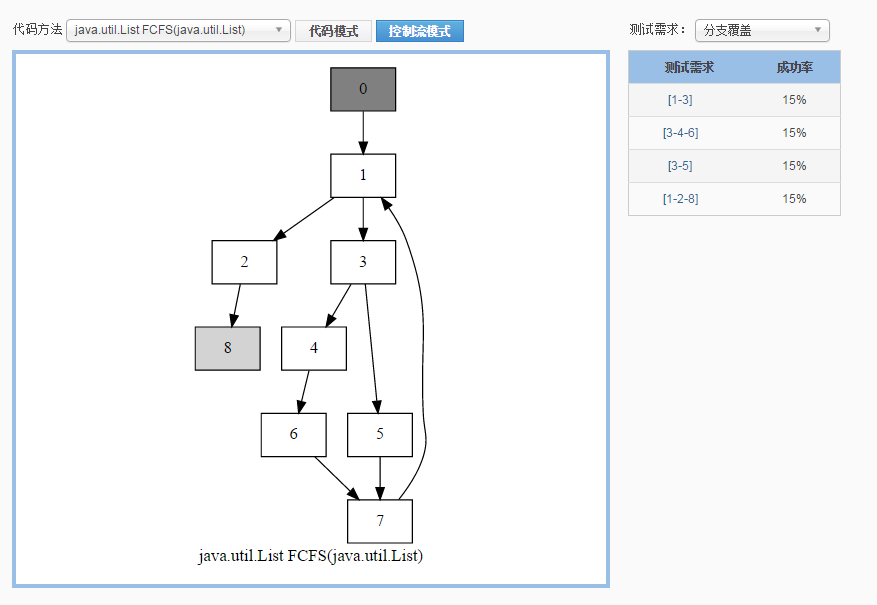 代码方法 java.util.List FCFS(java.util.List) 代码模式 控制流模式
测试需求： 分支覆盖
测试需求 成功率
[1-3] 15%
[3-4-6] 15%
[3-5] 15%
[1-2-8] 15%
0
1
2 3
8 4
6 5
7
java.util.List FCFS(java.util.List)